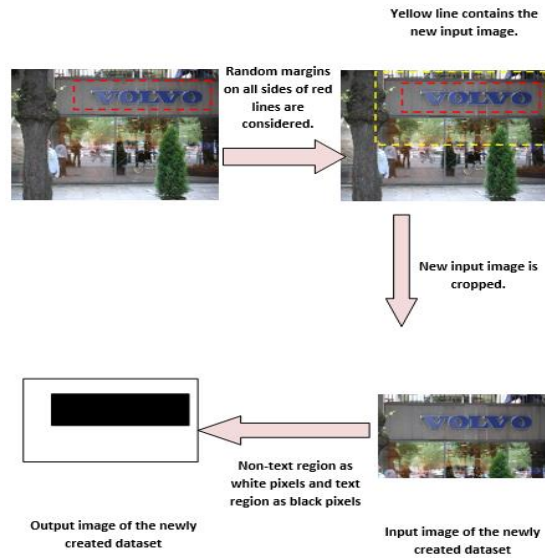 Yellow line contains the
new input image.
Random margins
on all sides of red
lines are
considered.
VOLVO
VOLVO
New input image is
cropped.
VOLVO
Non-text region as
white pixels and text
region as black pixels
Output image of the newly
created dataset
Input image of the newly
created dataset